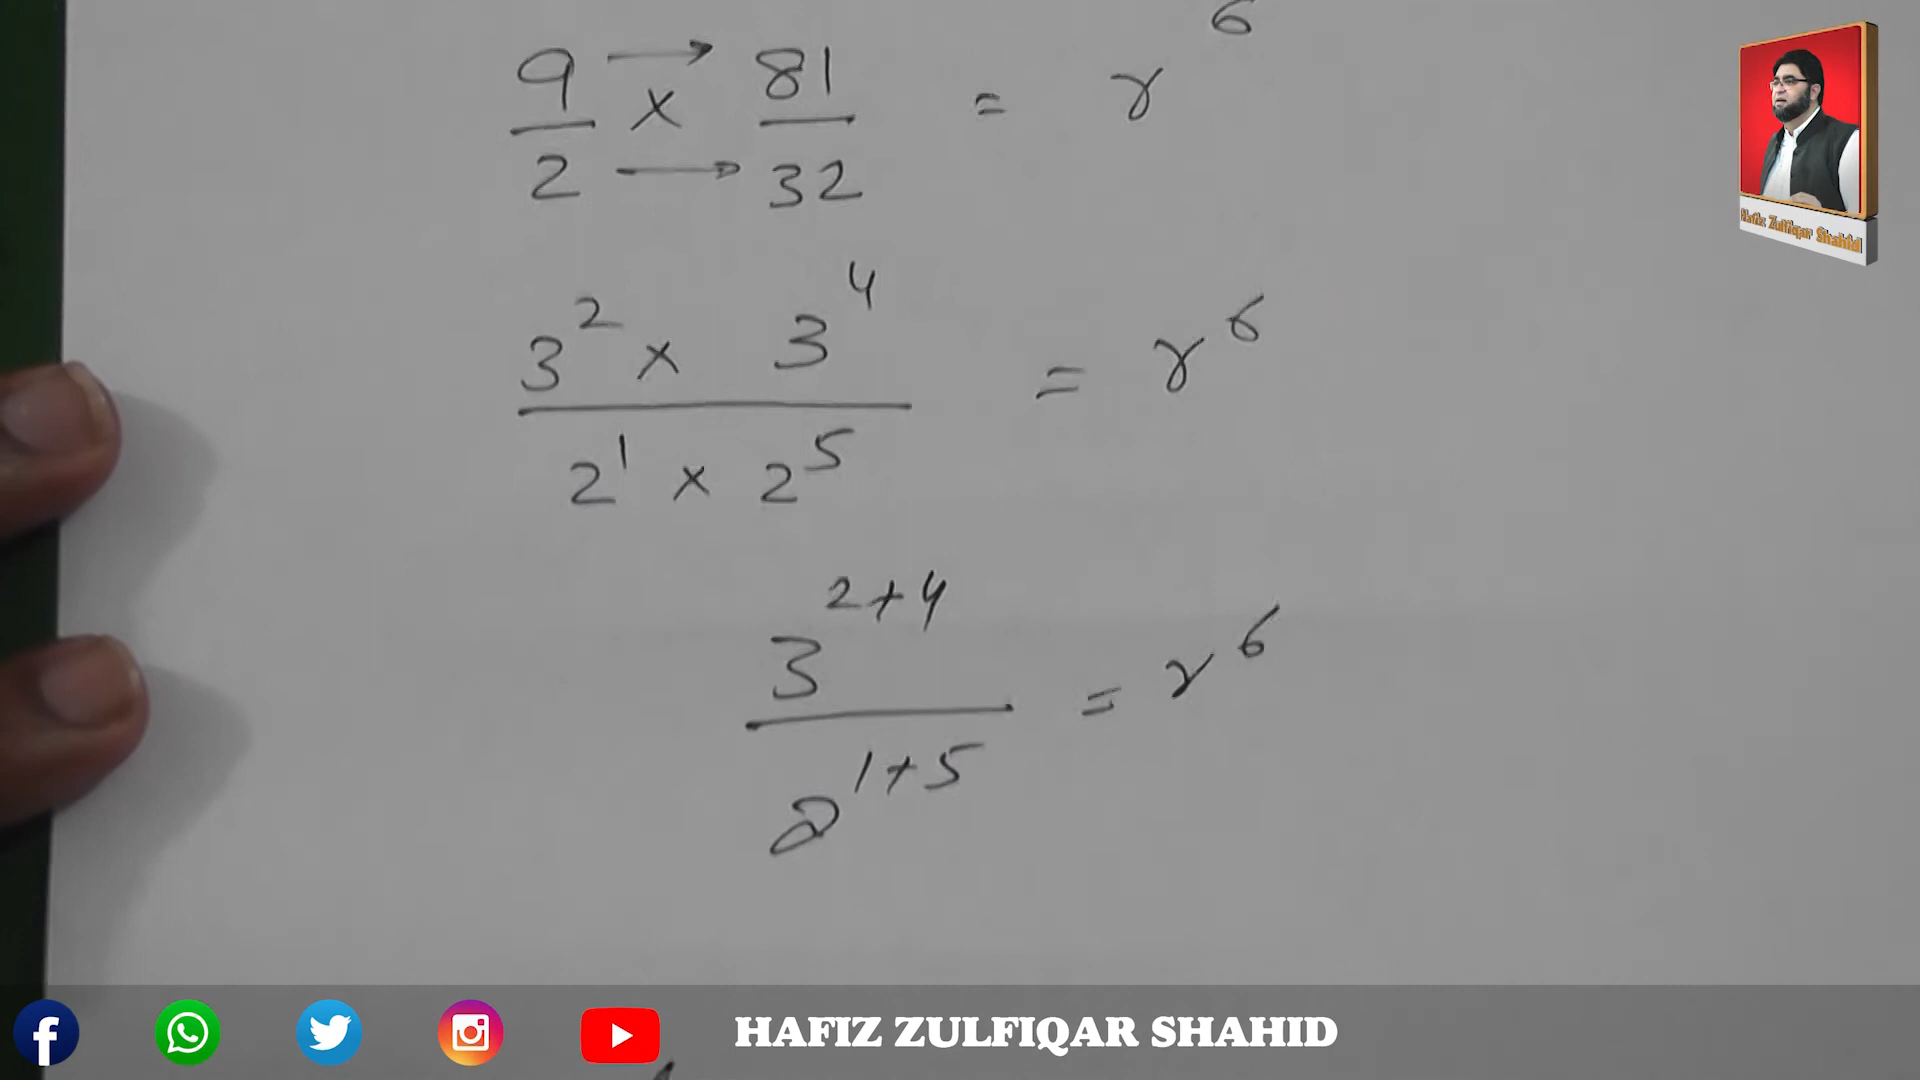 9/2 × 81/32 = r^6
3^2 × 3^4 / 2^1 × 2^5 = r^6
3^{2+4} / 2^{1+5} = r^6
Hafiz Zulfiqar Shahid
HAFIZ ZULFIQAR SHAHID